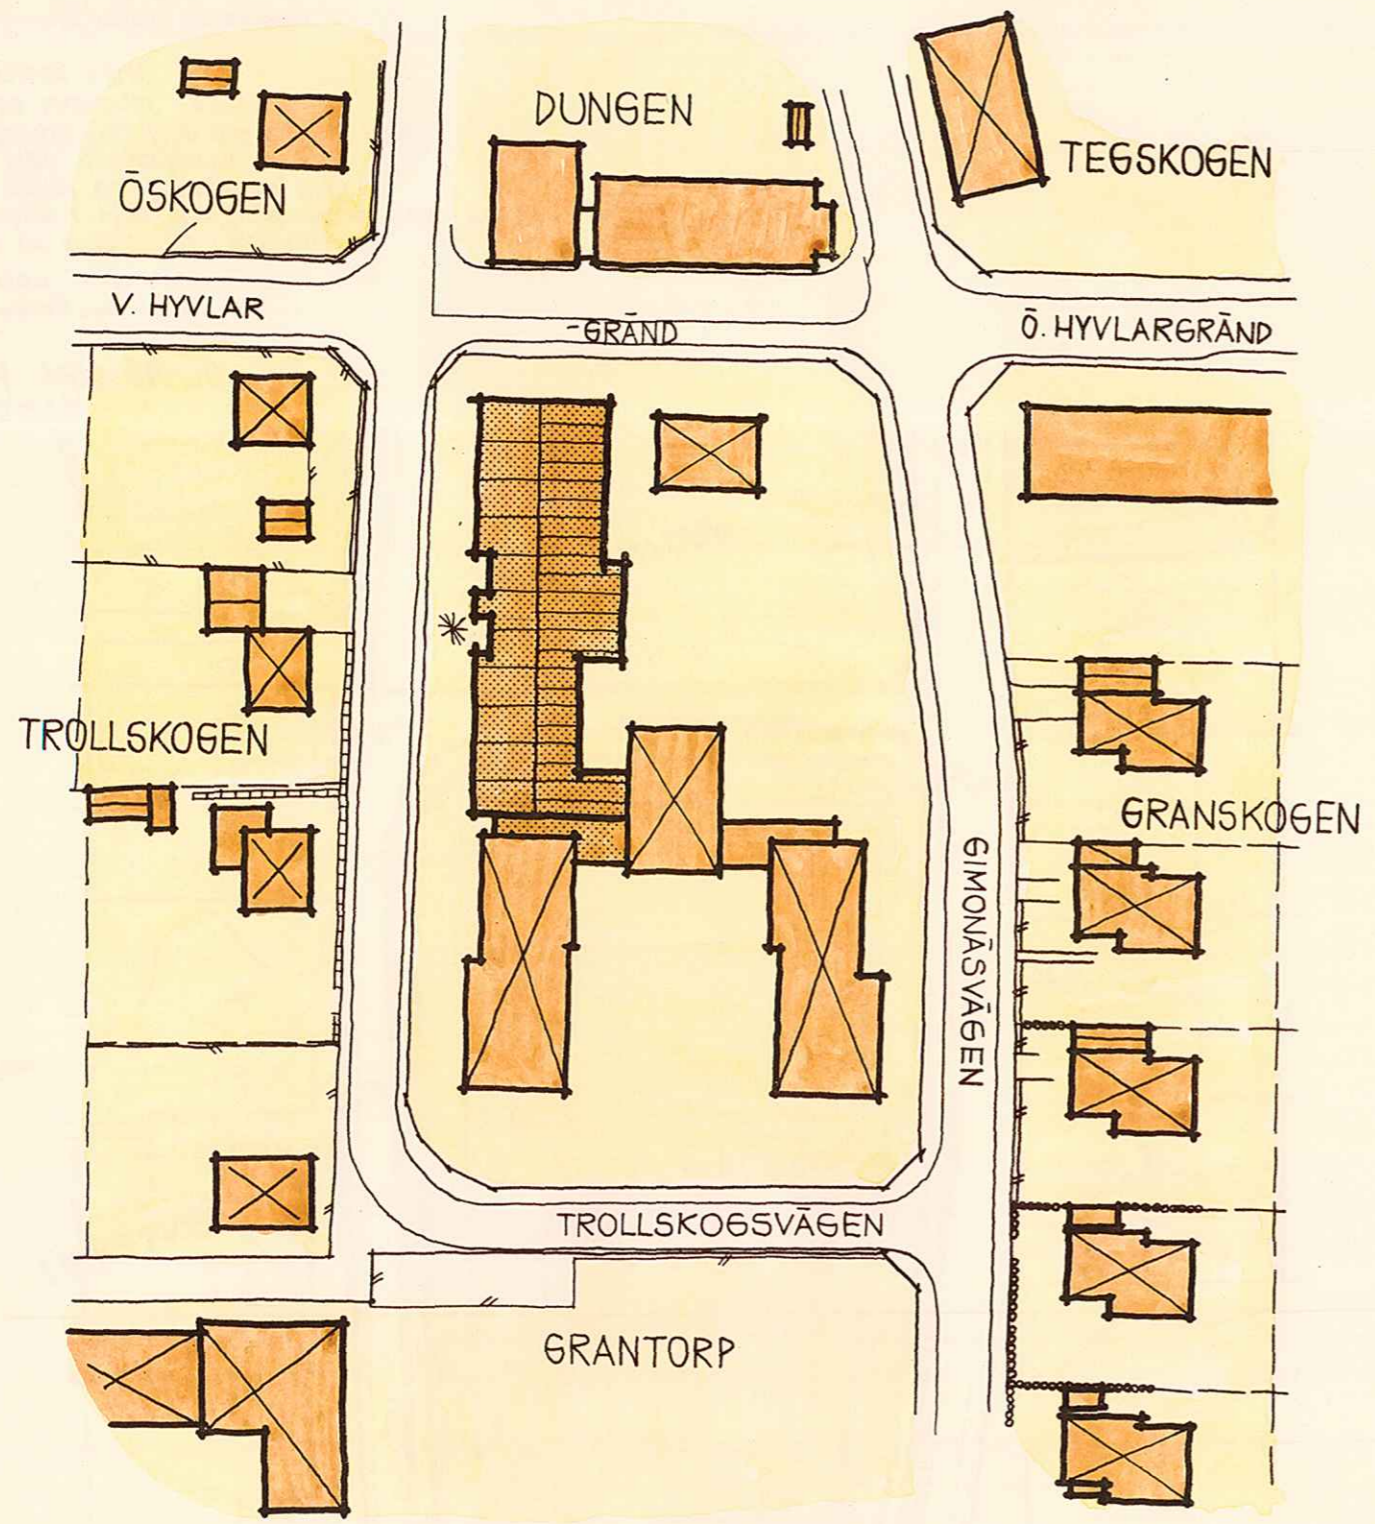 DUNGEN
TEGSKOGEN
ÖSKOGEN
V. HYVLAR
-GRÄND
Ö. HYVLARGRÄND
TROLLSKOGEN
GRANSKOGEN
GIMONÄSVÄGEN
TROLLSKOGSVÄGEN
GRANTORP